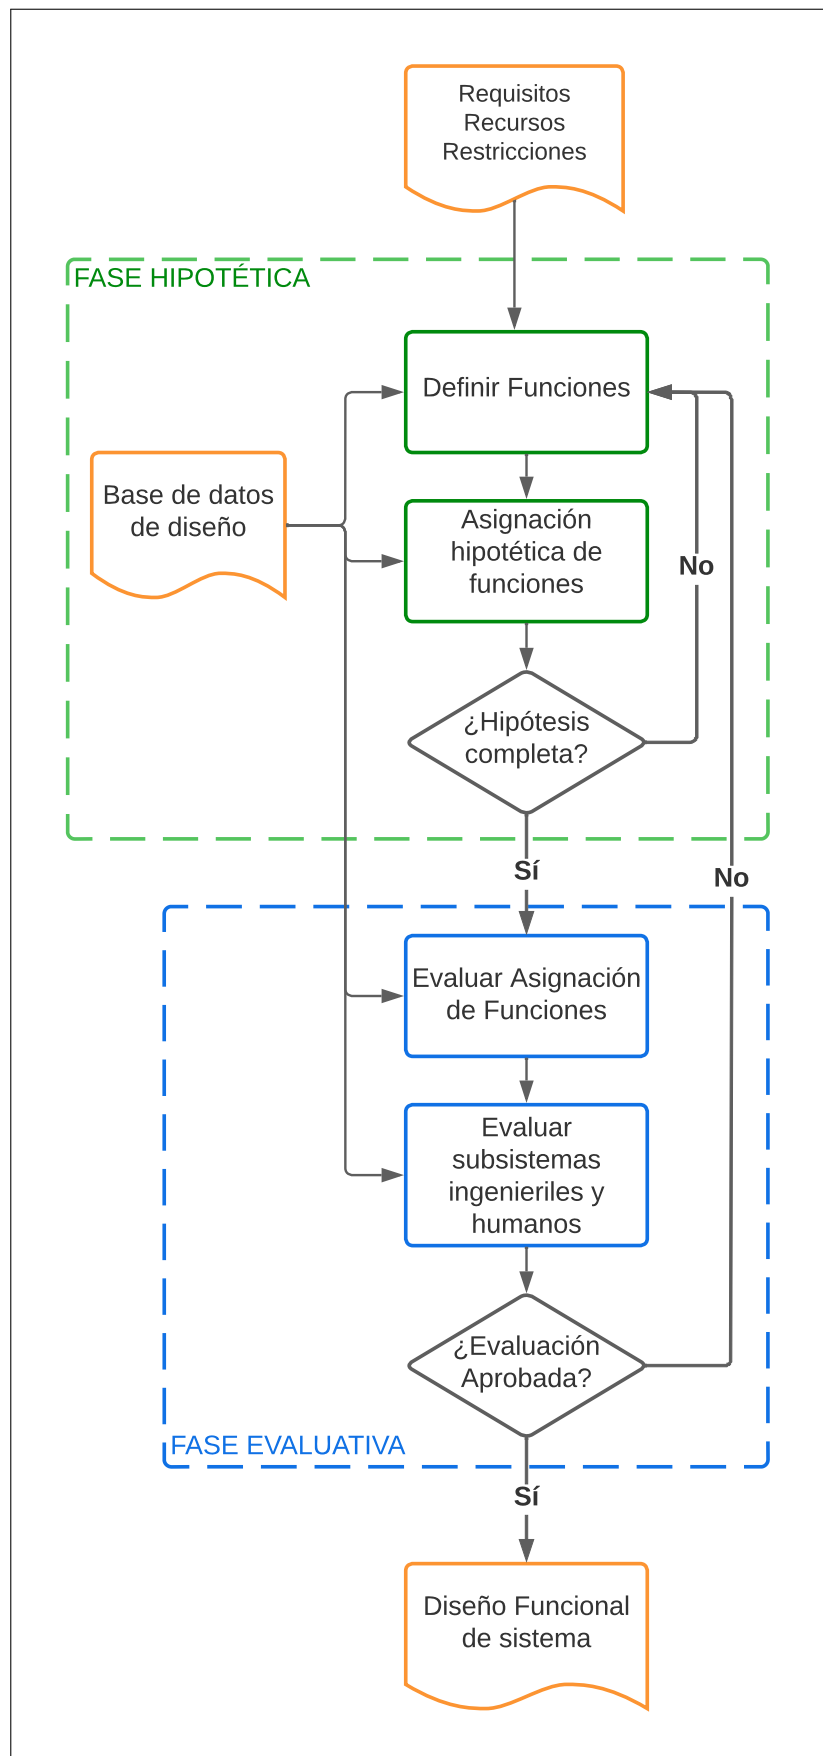 Requisitos
Recursos
Restricciones
FASE HIPOTÉTICA
Definir Funciones
Base de datos
de diseño
Asignación
hipotética de
funciones
No
¿Hipótesis
completa?
Sí
No
Evaluar Asignación
de Funciones
Evaluar
subsistemas
ingenieriles y
humanos
¿Evaluación
Aprobada?
FASE EVALUATIVA
Sí
Diseño Funcional
de sistema